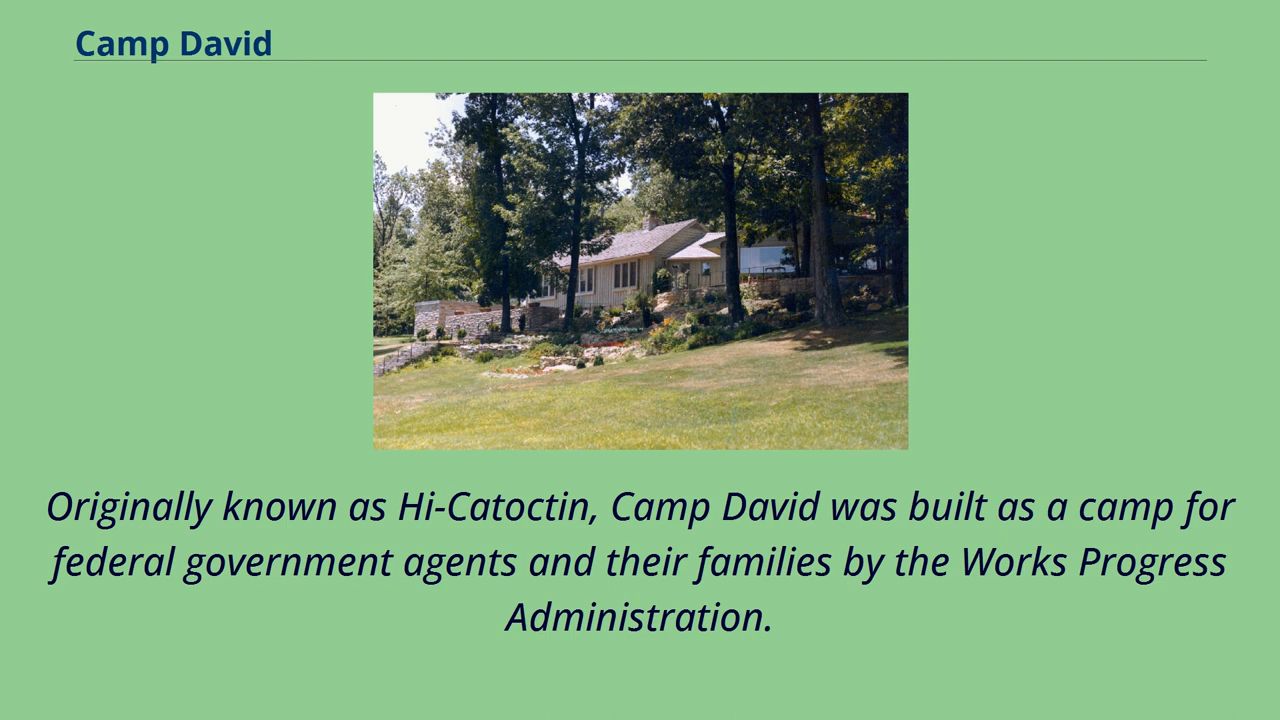 Camp David
Originally known as Hi-Catoctin, Camp David was built as a camp for
federal government agents and their families by the Works Progress
Administration.